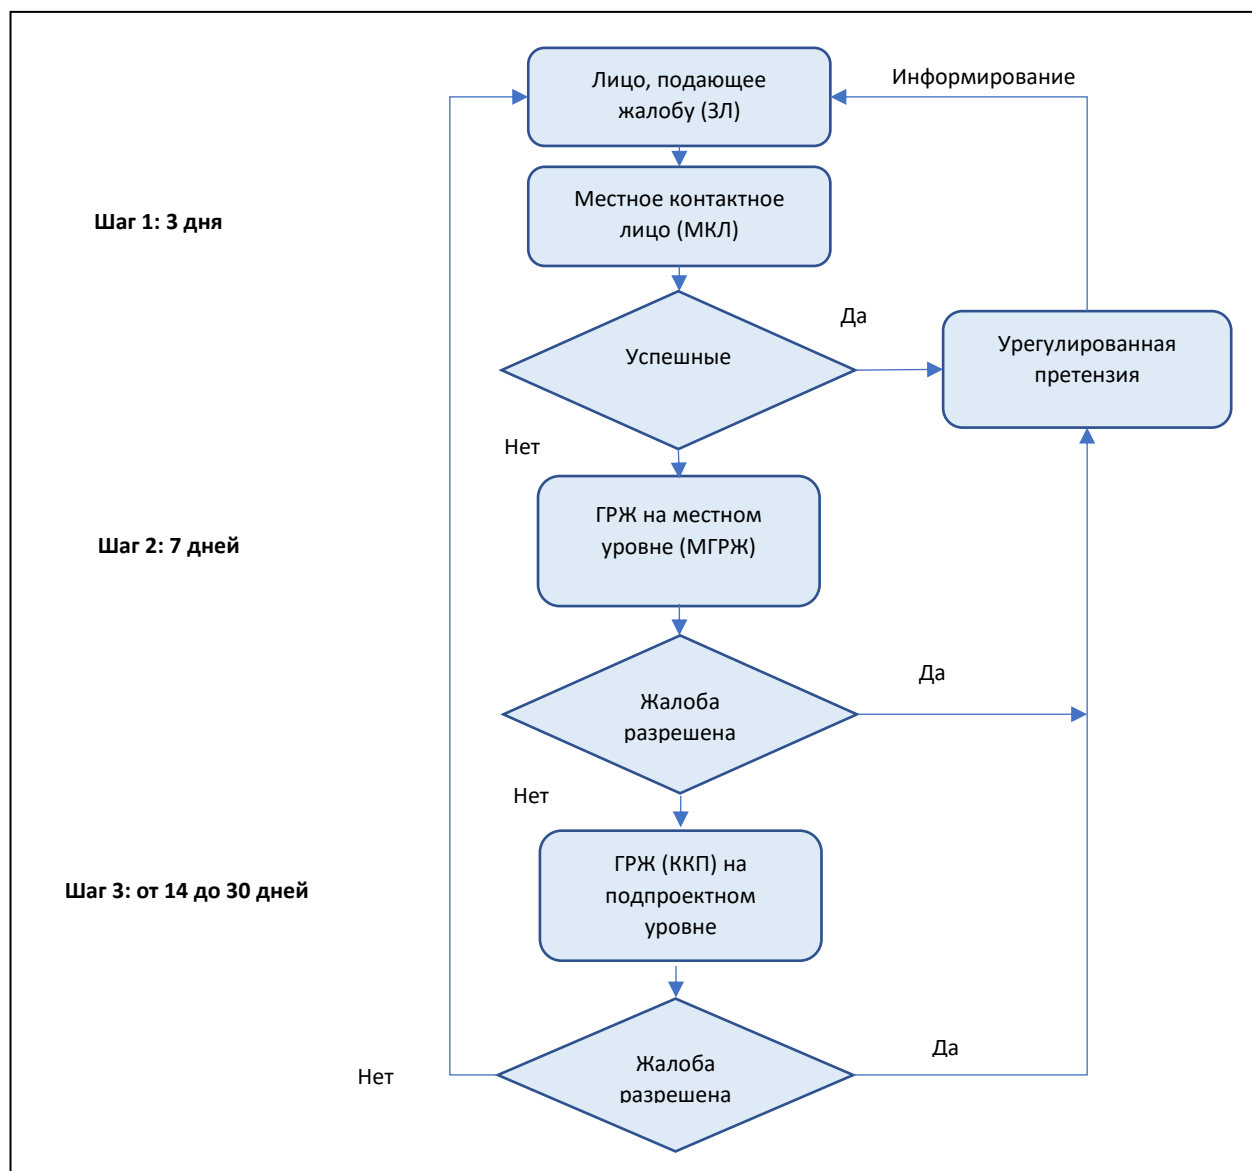 Лицо, подающее
жалобу (ЗЛ)
Информирование
Местное контактное
лицо (МКЛ)
Шаг 1: 3 дня
Да
Успешные
Урегулированная
претензия
Нет
ГРЖ на местном
уровне (МГРЖ)
Шаг 2: 7 дней
Да
Жалоба
разрешена
Нет
ГРЖ (ККП) на
подпроектном
уровне
Шаг 3: от 14 до 30 дней
Да
Жалоба
разрешена
Нет